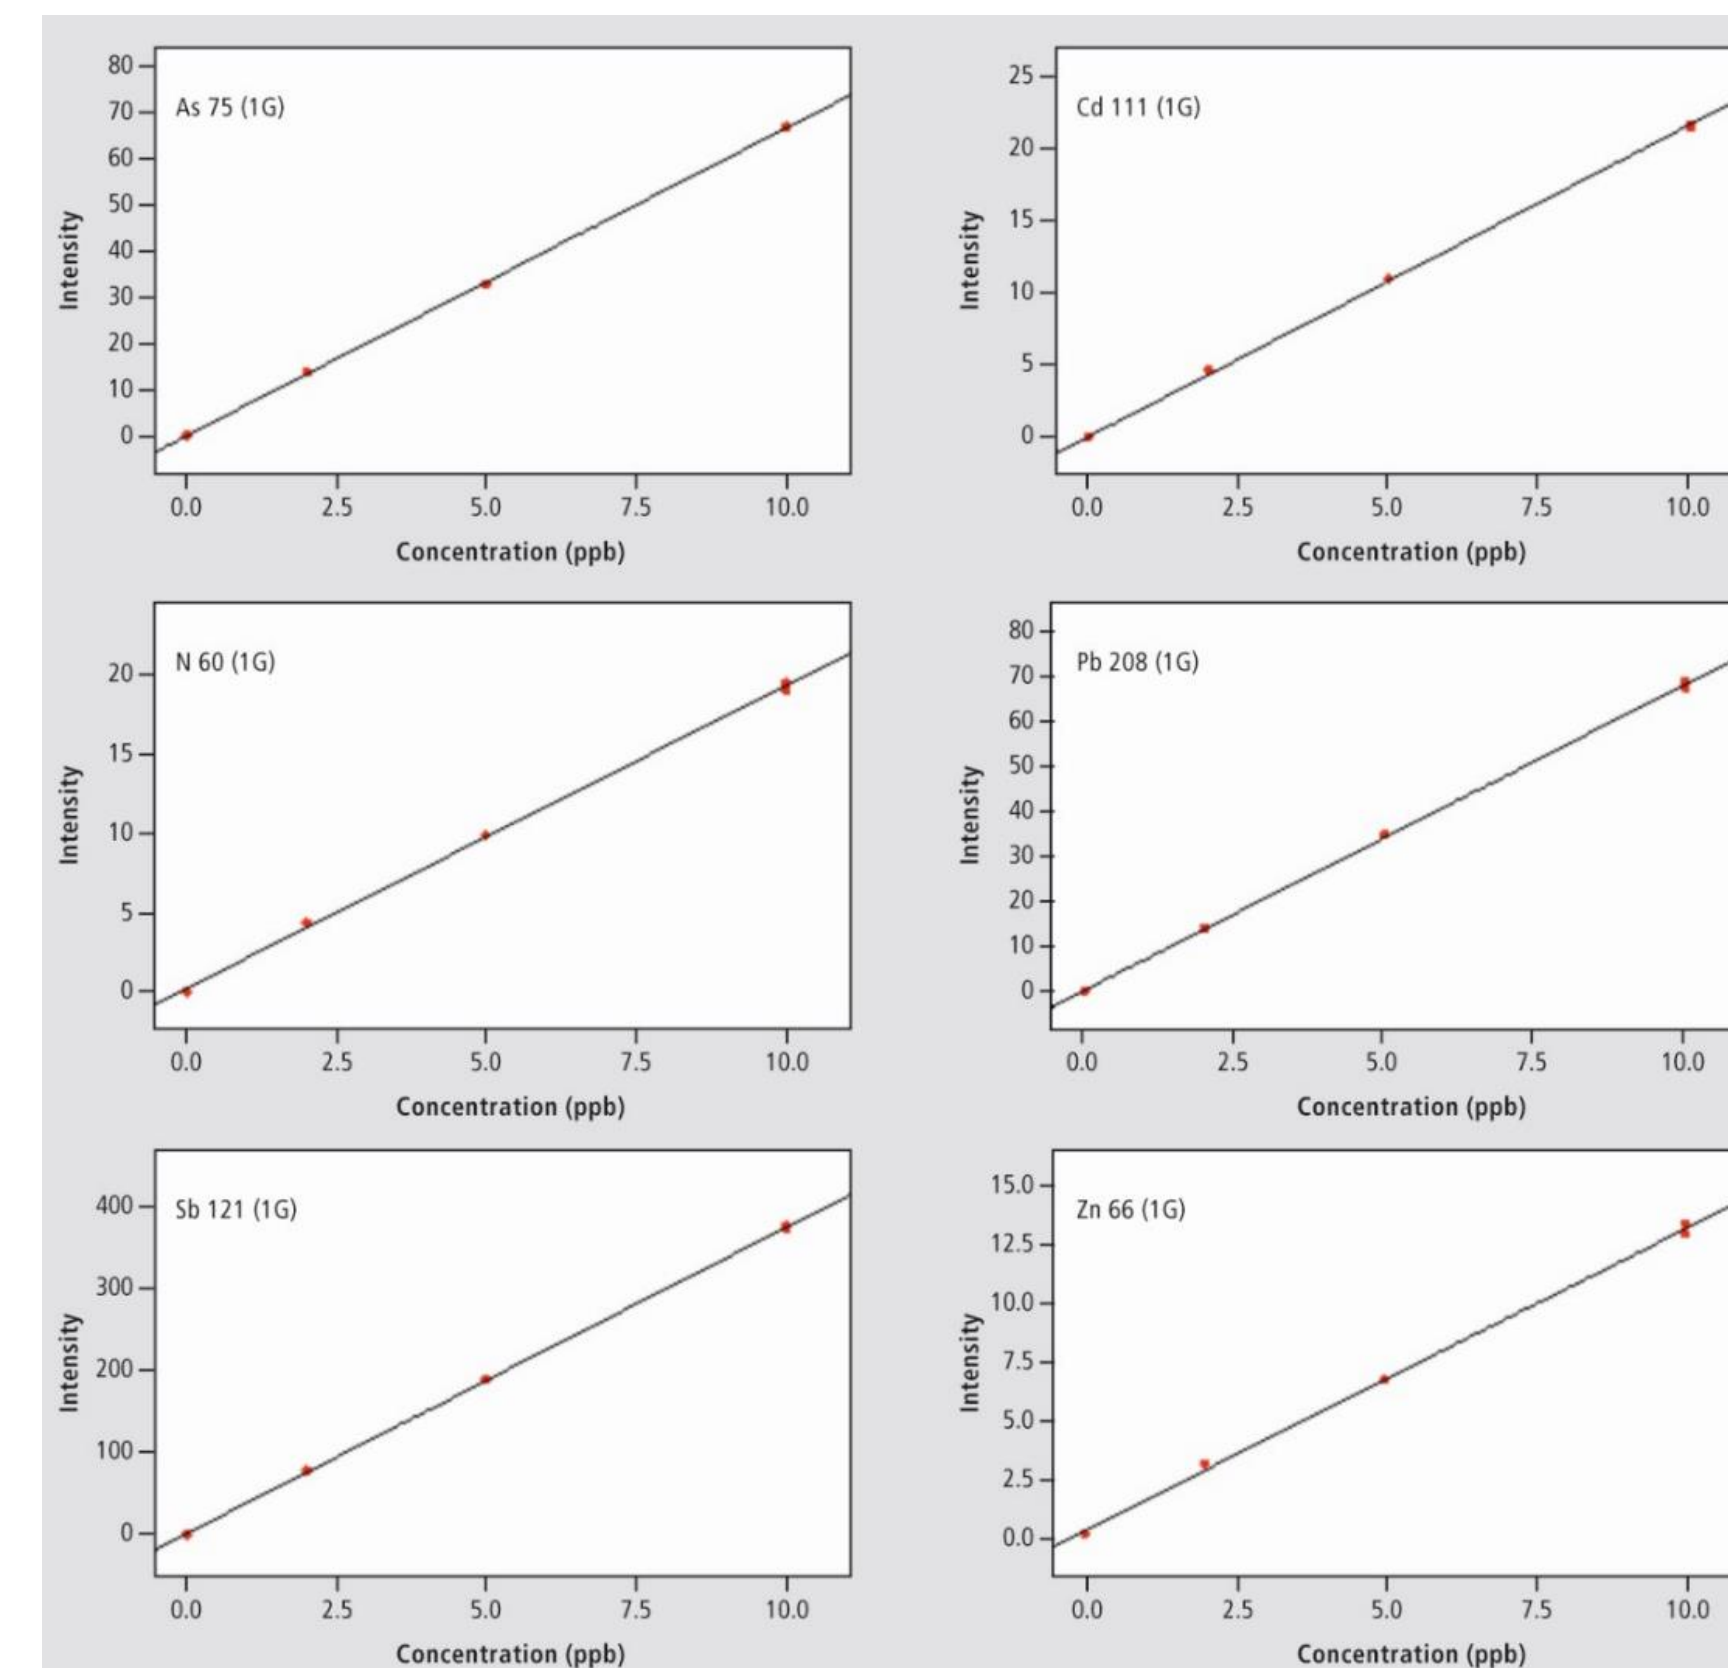 As 75 (1G)
80
70
60
50
40
30
20
10
0
Intensity
0.0 2.5 5.0 7.5 10.0
Concentration (ppb)
Cd 111 (1G)
25
20
15
10
5
0
Intensity
0.0 2.5 5.0 7.5 10.0
Concentration (ppb)
N 60 (1G)
20
15
10
5
0
Intensity
0.0 2.5 5.0 7.5 10.0
Concentration (ppb)
Pb 208 (1G)
80
70
60
50
40
30
20
10
0
Intensity
0.0 2.5 5.0 7.5 10.0
Concentration (ppb)
Sb 121 (1G)
400
300
200
100
0
Intensity
0.0 2.5 5.0 7.5 10.0
Concentration (ppb)
Zn 66 (1G)
15.0
12.5
10.0
7.5
5.0
2.5
0.0
Intensity
0.0 2.5 5.0 7.5 10.0
Concentration (ppb)